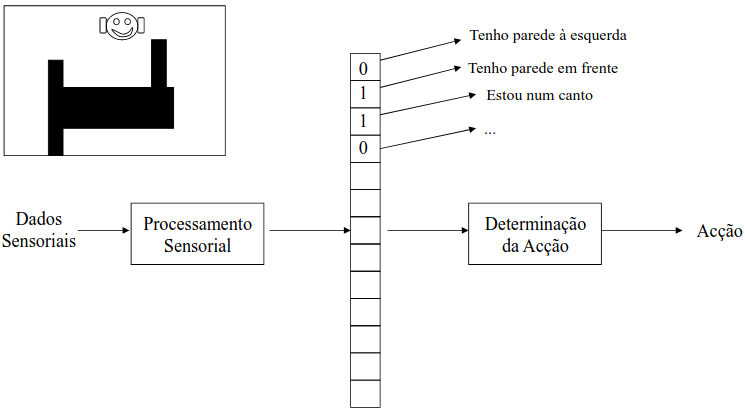 Tenho parede à esquerda
0
Tenho parede em frente
1
Estou num canto
1
...
0
Dados
Sensoriais
Processamento
Sensorial
Determinação
da Acção
Acção